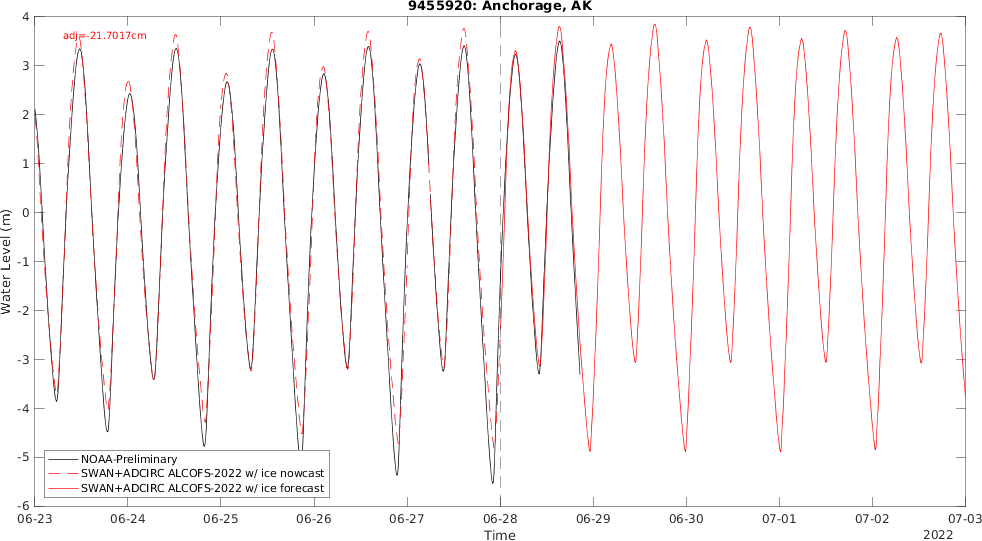 9455920: Anchorage, AK
adj=-21.7017cm
Water Level (m)
4
3
2
1
0
-1
-2
-3
-4
-5
-6
NOAA-Preliminary
SWAN+ADCIRC ALCOFS-2022 w/ ice nowcast
SWAN+ADCIRC ALCOFS-2022 w/ ice forecast
06-23 06-24 06-25 06-26 06-27 06-28 06-29 06-30 07-01 07-02 07-03
Time
2022